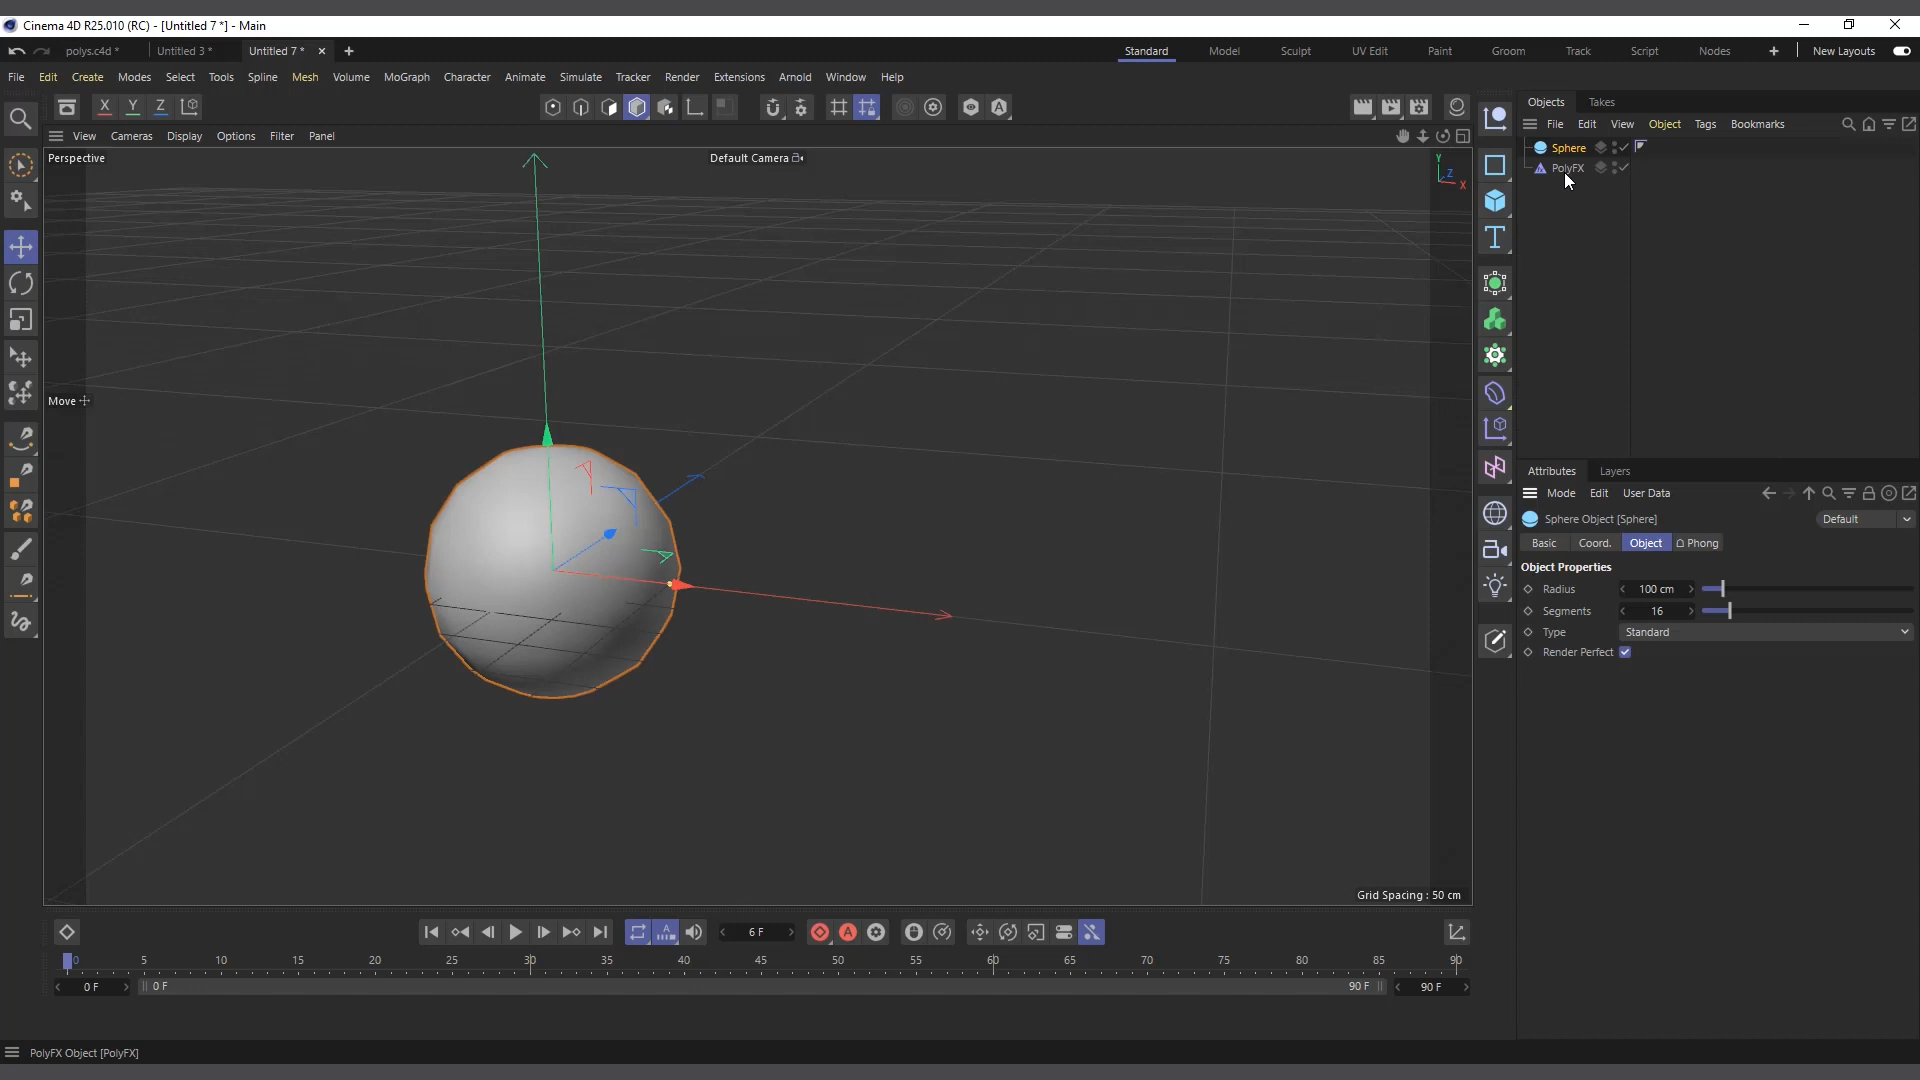 Cinema 4D R25.010 (RC) - [Untitled 7 *] - Main
polys.c4d * Untitled 3 * Untitled 7 * Standard Model Sculpt UV Edit Paint Groom Track Script Nodes New Layouts
File Edit Create Modes Select Tools Spline Mesh Volume MoGraph Character Animate Simulate Tracker Render Extensions Arnold Window Help
X Y Z
View Cameras Display Options Filter Panel
Perspective Default Camera
Y
Z
X
Move
Grid Spacing : 50 cm
Objects Takes
File Edit View Object Tags Bookmarks
Sphere
PolyFX
Attributes Layers
Mode Edit User Data
Sphere Object [Sphere] Default
Basic Coord. Object Phong
Object Properties
Radius 100 cm
Segments 16
Type Standard
Render Perfect
6 F
0 5 10 15 20 25 30 35 40 45 50 55 60 65 70 75 80 85 90
0 F 0 F 90 F 90 F
PolyFX Object [PolyFX]